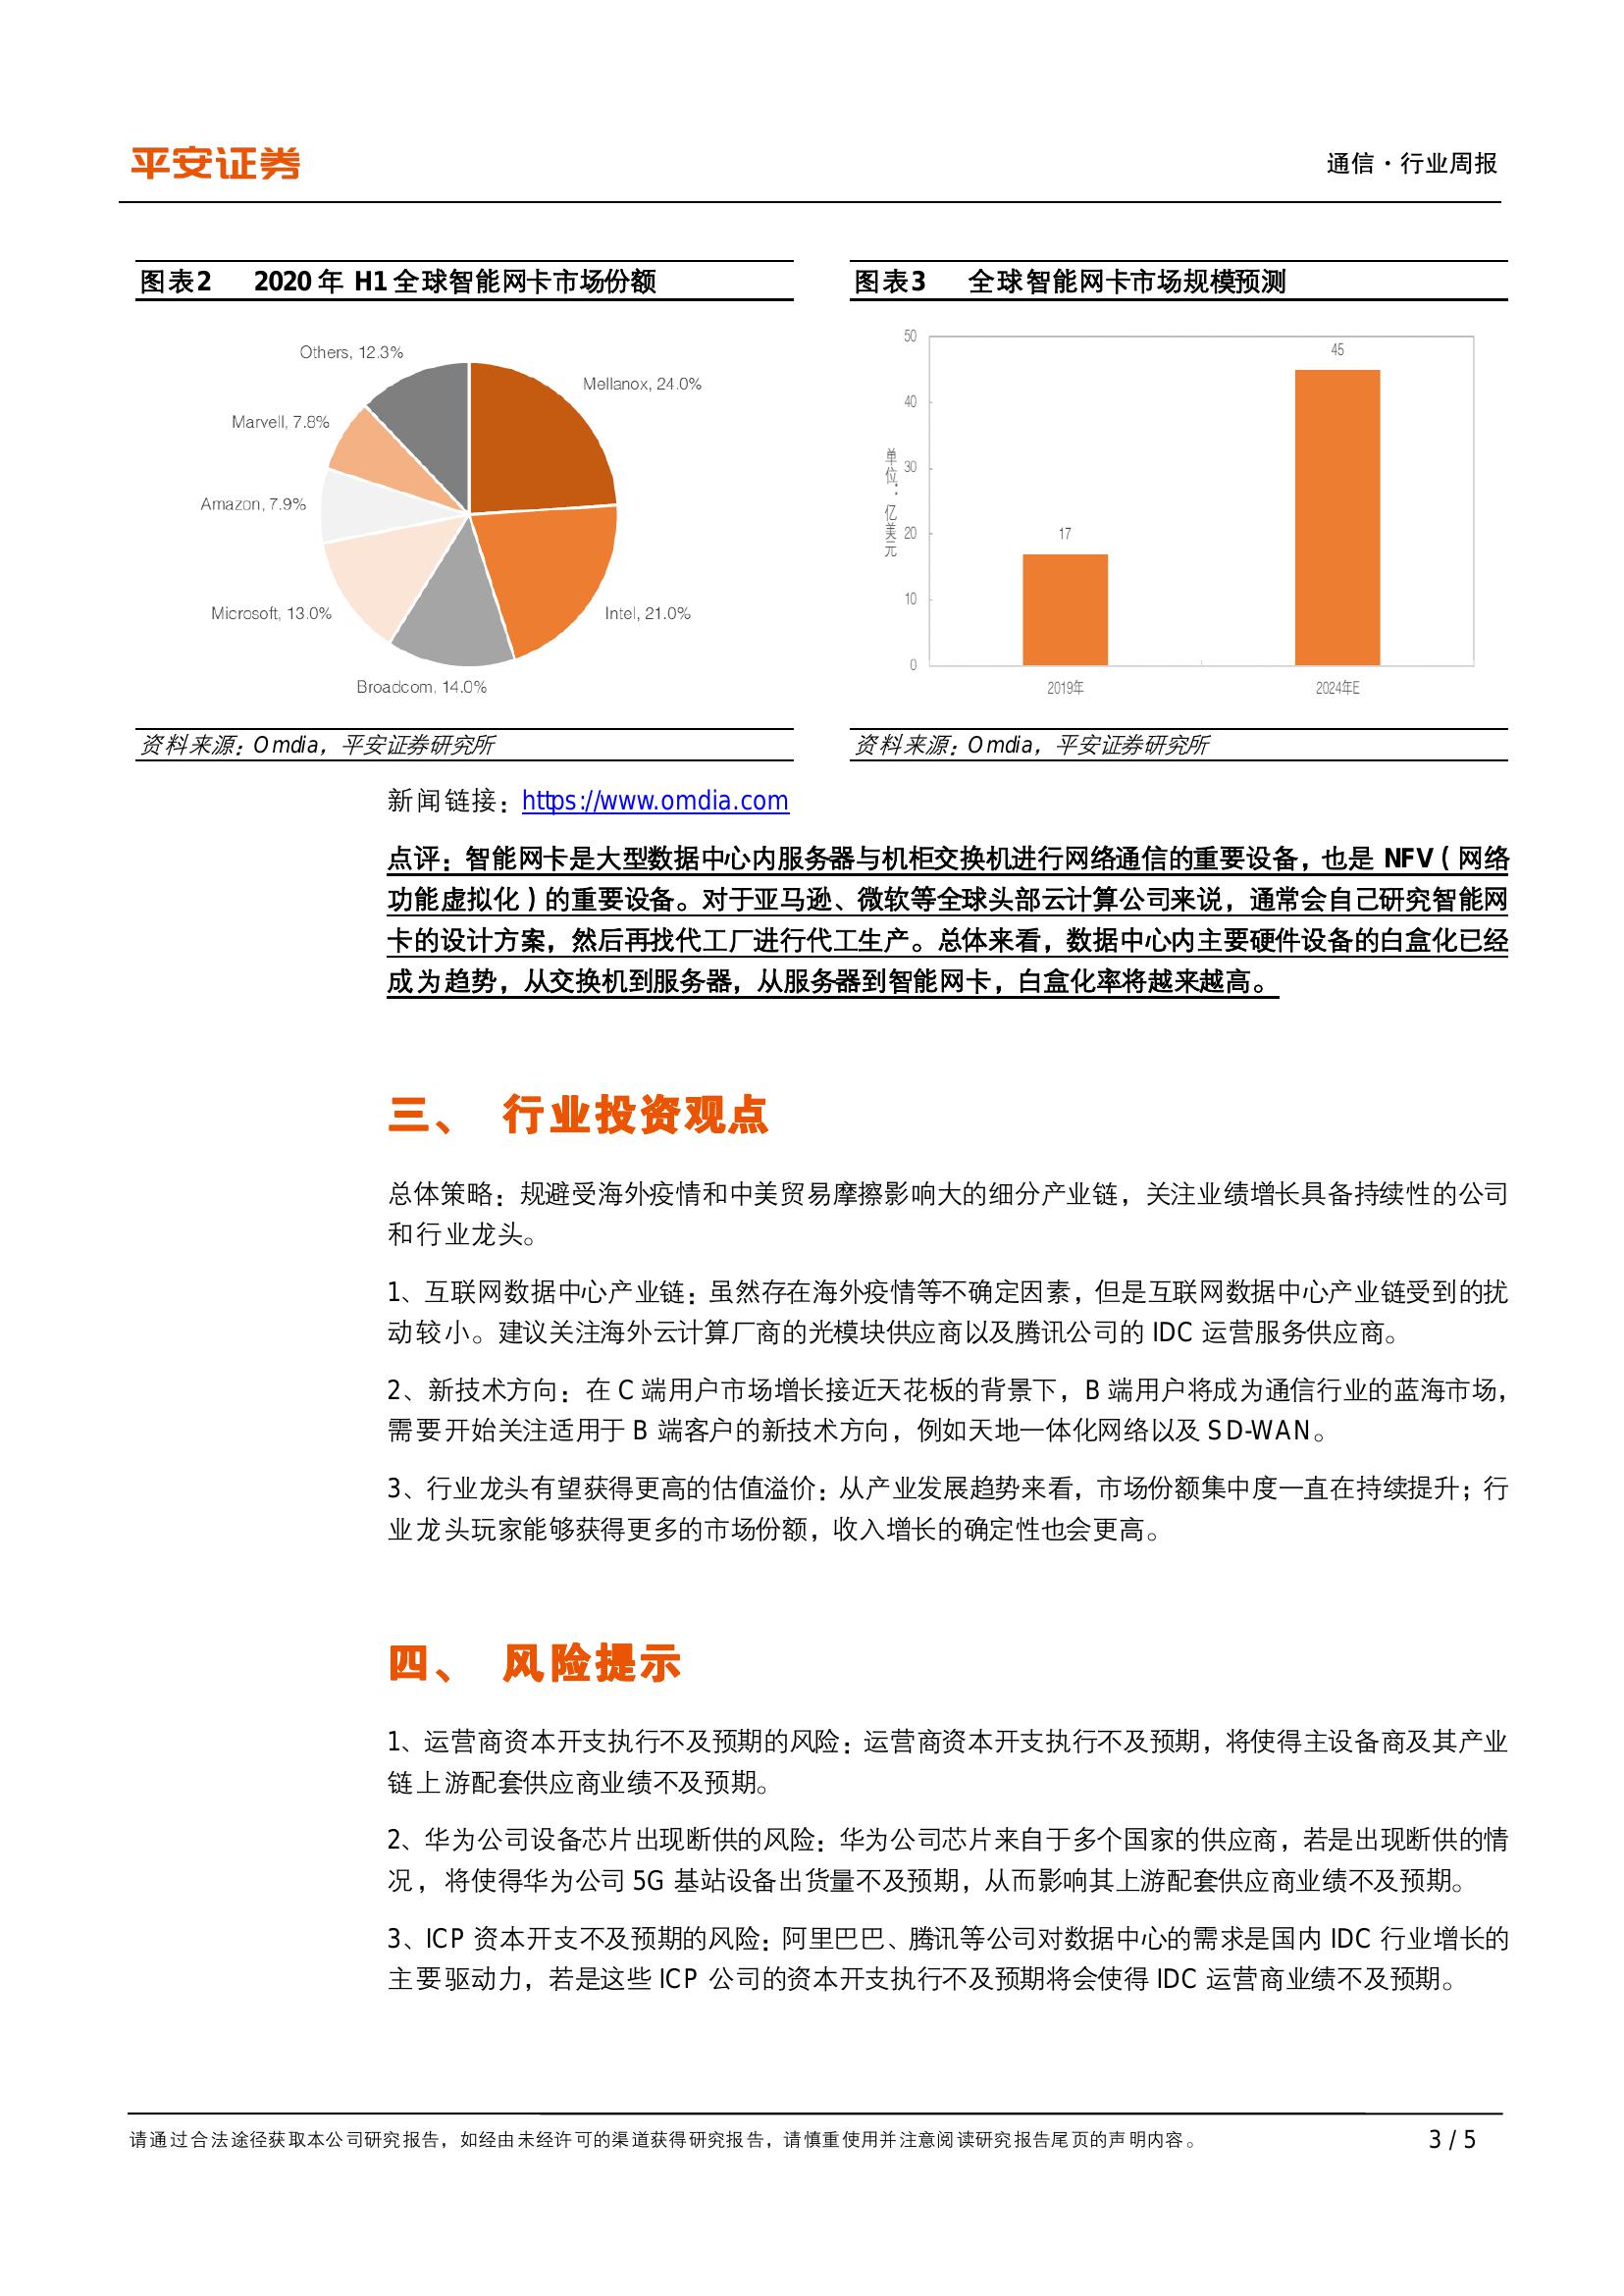 平安证券
通信·行业周报
图表2 2020 年 H1 全球智能网卡市场份额
Others, 12.3%
Mellanox, 24.0%
Marvell, 7.8%
Amazon, 7.9%
Microsoft, 13.0%
Intel, 21.0%
Broadcom, 14.0%
资料来源：Omdia，平安证券研究所
图表3 全球智能网卡市场规模预测
单位：亿美元
50
40
30
20
10
0
17
45
2019年
2024年E
资料来源：Omdia，平安证券研究所
新闻链接：https://www.omdia.com
点评：智能网卡是大型数据中心内服务器与机柜交换机进行网络通信的重要设备，也是 NFV（网络
功能虚拟化）的重要设备。对于亚马逊、微软等全球头部云计算公司来说，通常会自己研究智能网
卡的设计方案，然后再找代工厂进行代工生产。总体来看，数据中心内主要硬件设备的白盒化已经
成为趋势，从交换机到服务器，从服务器到智能网卡，白盒化率将越来越高。
三、 行业投资观点
总体策略：规避受海外疫情和中美贸易摩擦影响大的细分产业链，关注业绩增长具备持续性的公司
和行业龙头。
1、互联网数据中心产业链：虽然存在海外疫情等不确定因素，但是互联网数据中心产业链受到的扰
动较小。建议关注海外云计算厂商的光模块供应商以及腾讯公司的 IDC 运营服务供应商。
2、新技术方向：在 C 端用户市场增长接近天花板的背景下，B 端用户将成为通信行业的蓝海市场，
需要开始关注适用于 B 端客户的新技术方向，例如天地一体化网络以及 SD-WAN。
3、行业龙头有望获得更高的估值溢价：从产业发展趋势来看，市场份额集中度一直在持续提升；行
业龙头玩家能够获得更多的市场份额，收入增长的确定性也会更高。
四、 风险提示
1、运营商资本开支执行不及预期的风险：运营商资本开支执行不及预期，将使得主设备商及其产业
链上游配套供应商业绩不及预期。
2、华为公司设备芯片出现断供的风险：华为公司芯片来自于多个国家的供应商，若是出现断供的情
况，将使得华为公司 5G 基站设备出货量不及预期，从而影响其上游配套供应商业绩不及预期。
3、ICP 资本开支不及预期的风险：阿里巴巴、腾讯等公司对数据中心的需求是国内 IDC 行业增长的
主要驱动力，若是这些 ICP 公司的资本开支执行不及预期将会使得 IDC 运营商业绩不及预期。
请通过合法途径获取本公司研究报告，如经由未经许可的渠道获得研究报告，请慎重使用并注意阅读研究报告尾页的声明内容。
3 / 5